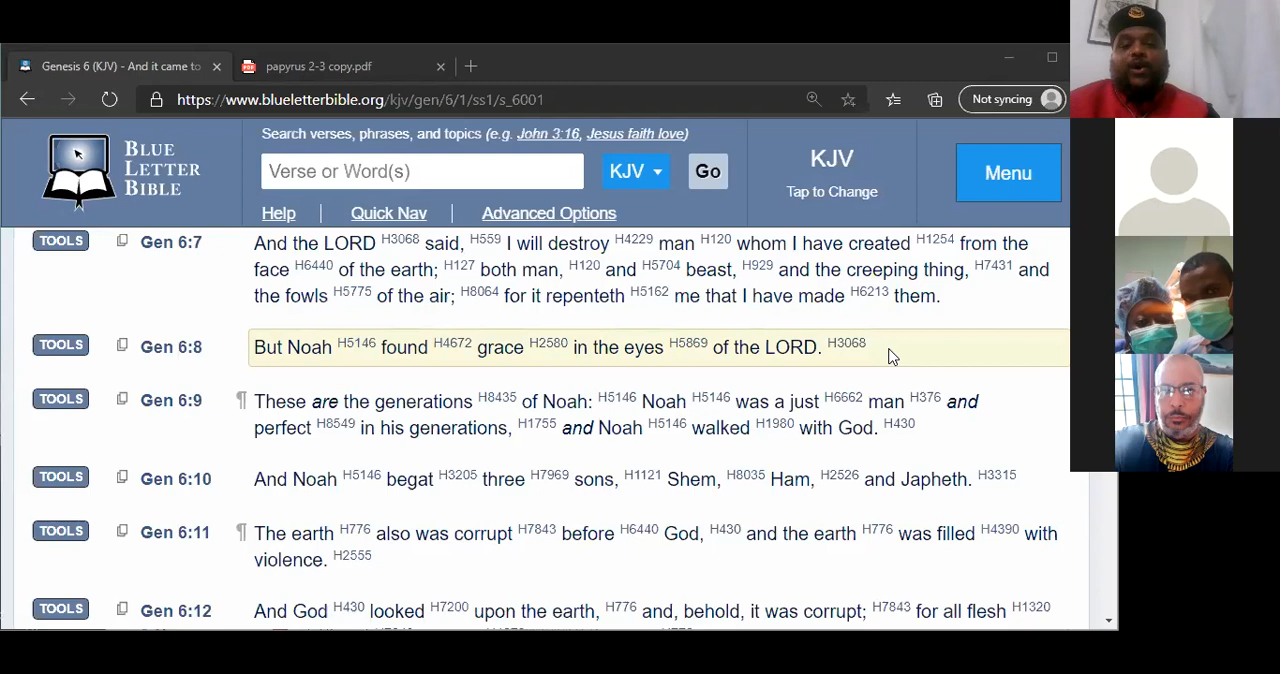 Genesis 6 (KJV) - And it came to
papyrus 2-3 copy.pdf
https://www.blueletterbible.org/kjv/gen/6/1/ss1/s_6001
Not syncing
BLUE
LETTER
BIBLE
Search verses, phrases, and topics (e.g. John 3:16, Jesus faith love)
Verse or Word(s)
KJV
Go
Help | Quick Nav | Advanced Options
KJV
Tap to Change
Menu
TOOLS Gen 6:7 And the LORD H3068 said, H559 I will destroy H4229 man H120 whom I have created H1254 from the
face H6440 of the earth; H127 both man, H120 and H5704 beast, H929 and the creeping thing, H7431 and
the fowls H5775 of the air; H8064 for it repenteth H5162 me that I have made H6213 them.
TOOLS Gen 6:8 But Noah H5146 found H4672 grace H2580 in the eyes H5869 of the LORD. H3068
TOOLS Gen 6:9 ¶ These are the generations H8435 of Noah: H5146 Noah H5146 was a just H6662 man H376 and
perfect H8549 in his generations, H1755 and Noah H5146 walked H1980 with God. H430
TOOLS Gen 6:10 And Noah H5146 begat H3205 three H7969 sons, H1121 Shem, H8035 Ham, H2526 and Japheth. H3315
TOOLS Gen 6:11 ¶ The earth H776 also was corrupt H7843 before H6440 God, H430 and the earth H776 was filled H4390 with
violence. H2555
TOOLS Gen 6:12 And God H430 looked H7200 upon the earth, H776 and, behold, it was corrupt; H7843 for all flesh H1320